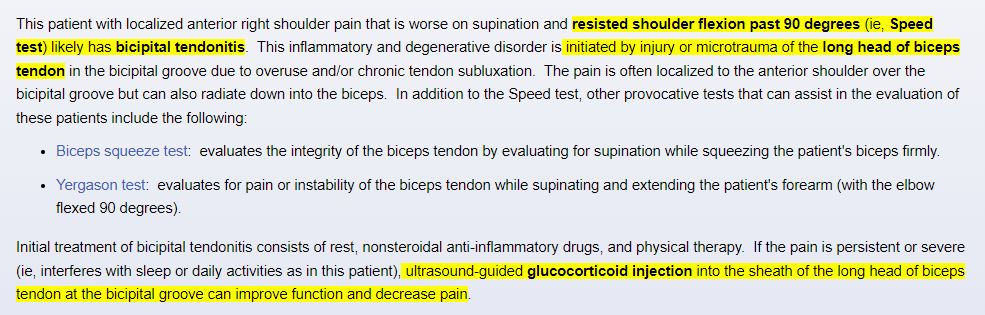 This patient with localized anterior right shoulder pain that is worse on supination and resisted shoulder flexion past 90 degrees (ie, Speed
test) likely has bicipital tendonitis.  This inflammatory and degenerative disorder is initiated by injury or microtrauma of the long head of biceps
tendon in the bicipital groove due to overuse and/or chronic tendon subluxation.  The pain is often localized to the anterior shoulder over the
bicipital groove but can also radiate down into the biceps.  In addition to the Speed test, other provocative tests that can assist in the evaluation of
these patients include the following:
• Biceps squeeze test:  evaluates the integrity of the biceps tendon by evaluating for supination while squeezing the patient's biceps firmly.
• Yergason test:  evaluates for pain or instability of the biceps tendon while supinating and extending the patient's forearm (with the elbow
flexed 90 degrees).
Initial treatment of bicipital tendonitis consists of rest, nonsteroidal anti-inflammatory drugs, and physical therapy.  If the pain is persistent or severe
(ie, interferes with sleep or daily activities as in this patient), ultrasound-guided glucocorticoid injection into the sheath of the long head of biceps
tendon at the bicipital groove can improve function and decrease pain.